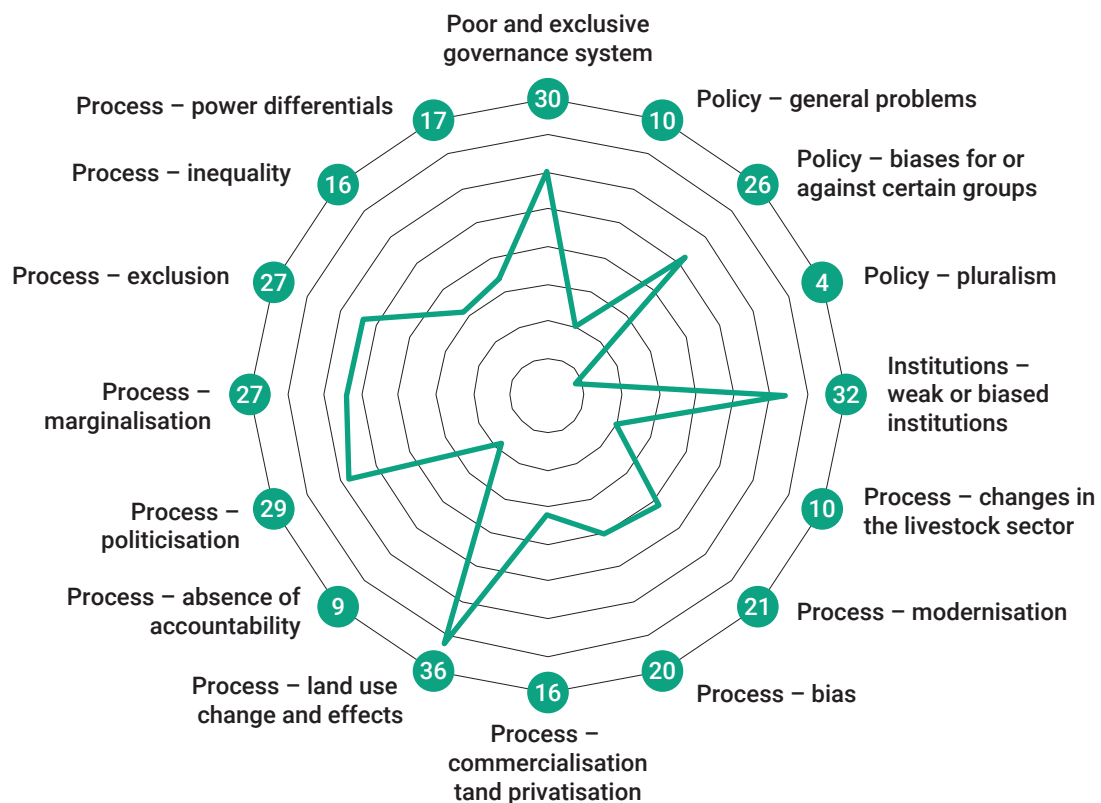 Poor and exclusive
governance system
30
Policy – general problems
10
Policy – biases for or
against certain groups
26
Policy – pluralism
4
Institutions –
weak or biased
institutions
32
Process – changes in
the livestock sector
10
Process – modernisation
21
Process – bias
20
Process –
commercialisation
tand privatisation
16
Process – land use
change and effects
36
Process – absence of
accountability
9
Process –
politicisation
29
Process –
marginalisation
27
Process – exclusion
27
Process – inequality
16
Process – power differentials
17